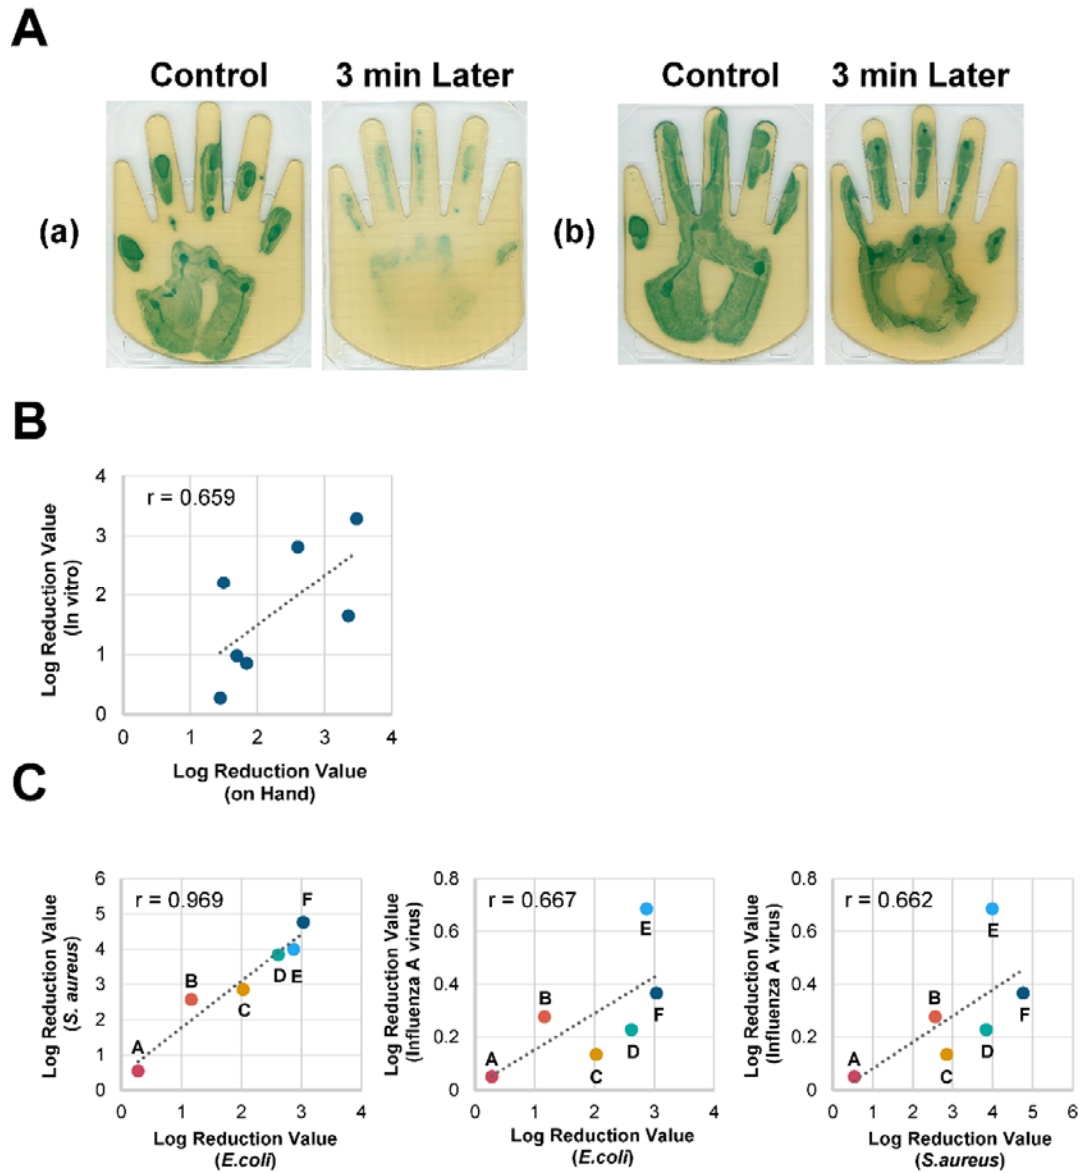 A
Control
3 min Later
Control
3 min Later
(a)
(b)
B
r = 0.659
Log Reduction Value
(In vitro)
4
3
2
1
0
0 1 2 3 4
Log Reduction Value
(on Hand)
C
r = 0.969
Log Reduction Value
(S. aureus)
6
5
4
3
2
1
0
A
B
C
D
E
F
0 1 2 3 4
Log Reduction Value
(E.coli)
r = 0.667
Log Reduction Value
(Influenza A virus)
0.8
0.6
0.4
0.2
0
A
B
C
D
E
F
0 1 2 3 4
Log Reduction Value
(E.coli)
r = 0.662
Log Reduction Value
(Influenza A virus)
0.8
0.6
0.4
0.2
0
A
B
C
D
E
F
0 1 2 3 4 5 6
Log Reduction Value
(S.aureus)